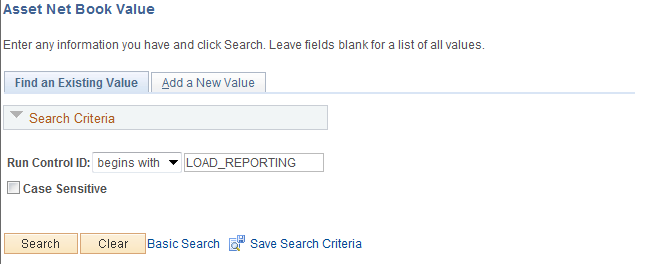 Asset Net Book Value
Enter any information you have and click Search. Leave fields blank for a list of all values.
Find an Existing Value Add a New Value
Search Criteria
Run Control ID: begins with LOAD_REPORTING
Case Sensitive
Search Clear Basic Search Save Search Criteria